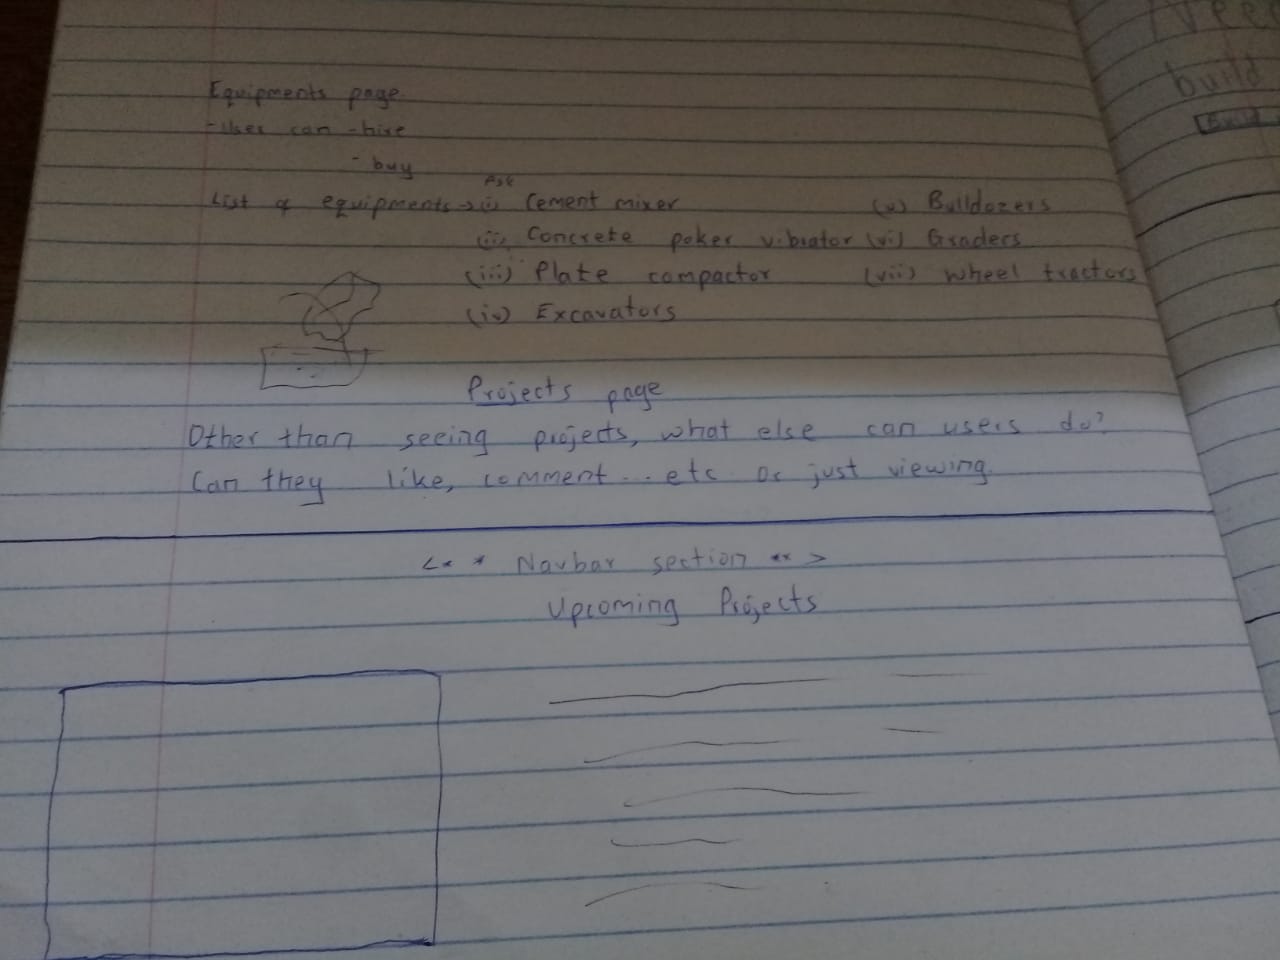 Equipments page
- User can - hire
- buy
Ask
List of equipments → (i) Cement mixer
(ii) Concrete poker vibrator
(iii) Plate compactor
(iv) Excavators
(v) Bulldozers
(vi) Graders
(vii) Wheel tractors
Projects page
Other than seeing projects, what else can users do?
Can they like, comment... etc or just viewing.
<* * Navbar section ** >
Upcoming Projects
build